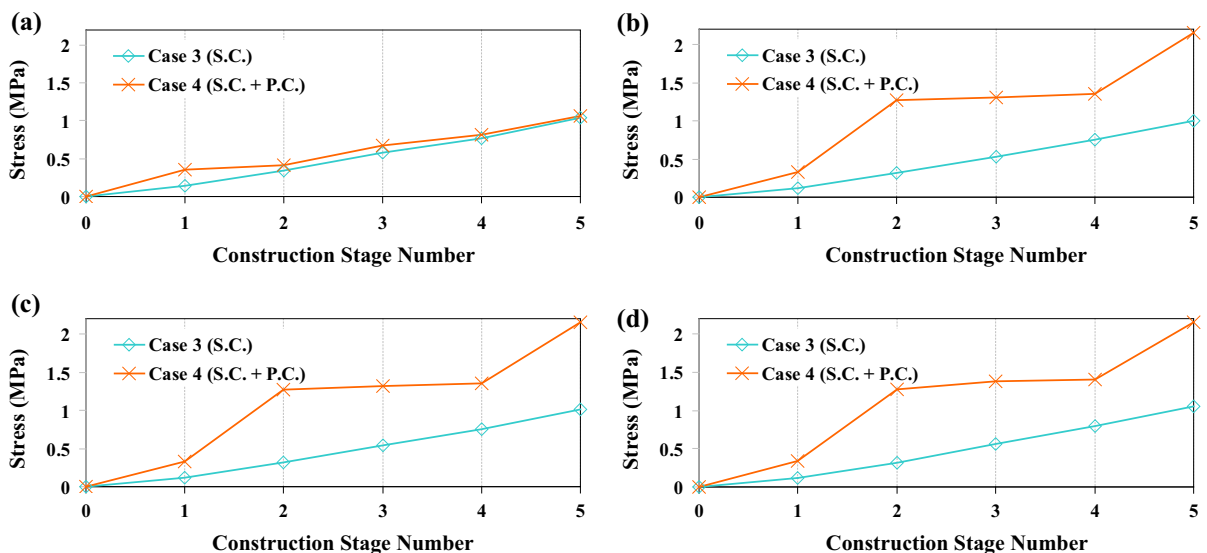 (a)
Stress (MPa)
2
1.5
1
0.5
0
Case 3 (S.C.)
Case 4 (S.C. + P.C.)
0 1 2 3 4 5
Construction Stage Number
(b)
Stress (MPa)
2
1.5
1
0.5
0
Case 3 (S.C.)
Case 4 (S.C. + P.C.)
0 1 2 3 4 5
Construction Stage Number
(c)
Stress (MPa)
2
1.5
1
0.5
0
Case 3 (S.C.)
Case 4 (S.C. + P.C.)
0 1 2 3 4 5
Construction Stage Number
(d)
Stress (MPa)
2
1.5
1
0.5
0
Case 3 (S.C.)
Case 4 (S.C. + P.C.)
0 1 2 3 4 5
Construction Stage Number